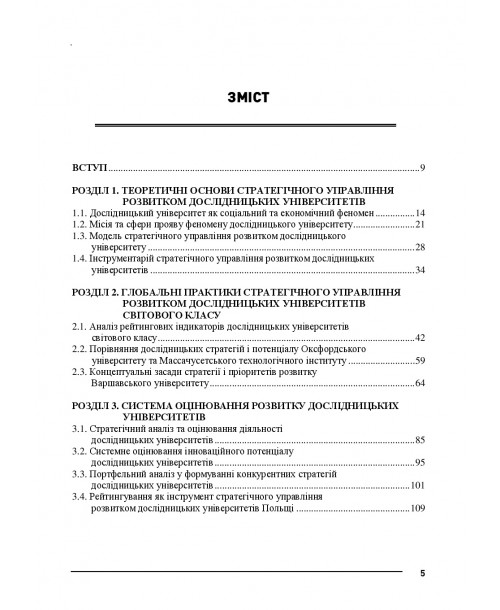 ЗМІСТ
ВСТУП 9
РОЗДІЛ 1. ТЕОРЕТИЧНІ ОСНОВИ СТРАТЕГІЧНОГО УПРАВЛІННЯ
РОЗВИТКОМ ДОСЛІДНИЦЬКИХ УНІВЕРСИТЕТІВ
1.1. Дослідницький університет як соціальний та економічний феномен 14
1.2. Місія та сфери прояву феномену дослідницького університету 21
1.3. Модель стратегічного управління розвитком дослідницького
університету 28
1.4. Інструментарій стратегічного управління розвитком дослідницьких
університетів 34
РОЗДІЛ 2. ГЛОБАЛЬНІ ПРАКТИКИ СТРАТЕГІЧНОГО УПРАВЛІННЯ
РОЗВИТКОМ ДОСЛІДНИЦЬКИХ УНІВЕРСИТЕТІВ
СВІТОВОГО КЛАСУ
2.1. Аналіз рейтингових індикаторів дослідницьких університетів
світового класу 42
2.2. Порівняння дослідницьких стратегій і потенціалу Оксфордського
університету та Массачусетського технологічного інституту 59
2.3. Концептуальні засади стратегії і пріоритетів розвитку
Варшавського університету 64
РОЗДІЛ 3. СИСТЕМА ОЦІНЮВАННЯ РОЗВИТКУ ДОСЛІДНИЦЬКИХ
УНІВЕРСИТЕТІВ
3.1. Стратегічний аналіз та оцінювання діяльності
дослідницьких університетів 85
3.2. Системне оцінювання інноваційного потенціалу
дослідницьких університетів 95
3.3. Портфельний аналіз у формуванні конкурентних стратегій
дослідницьких університетів 101
3.4. Рейтингування як інструмент стратегічного управління
розвитком дослідницьких університетів Польщі 109
5